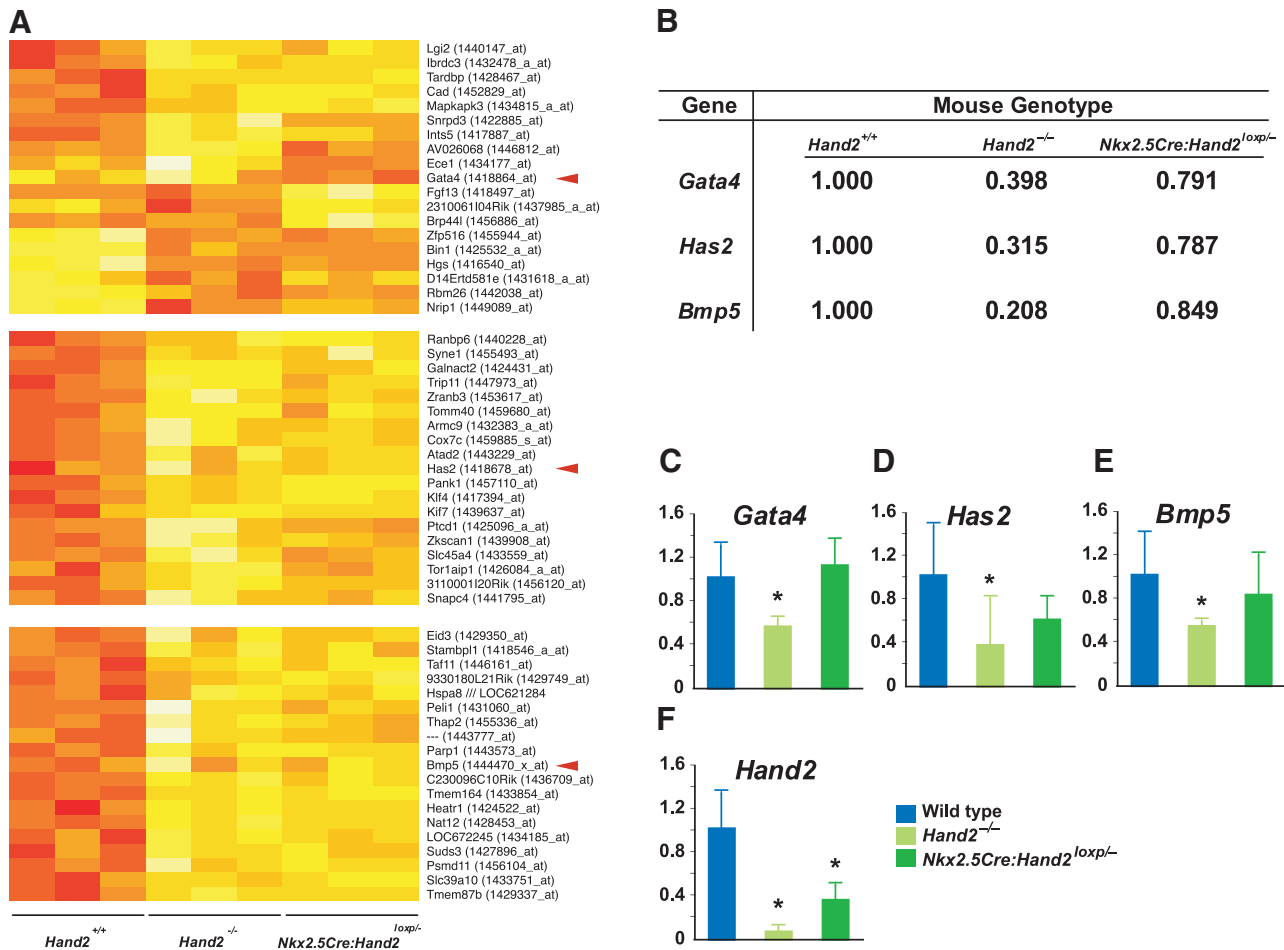 A
Lgi2 (1440147_at)
Ibrdc3 (1432478_a_at)
Tardbp (1428467_at)
Cad (1452829_at)
Mapkapk3 (1434815_a_at)
Snrpd3 (1422885_at)
Ints5 (1417887_at)
AV026068 (1446812_at)
Ece1 (1434177_at)
Gata4 (1418864_at)
Fgf13 (1418497_at)
2310061I04Rik (1437985_a_at)
Brp44l (1456886_at)
Zfp516 (1455944_at)
Bin1 (1425532_a_at)
Hgs (1416540_at)
D14Ertd581e (1431618_a_at)
Rbm26 (1442038_at)
Nrip1 (1449089_at)
Ranbp6 (1440228_at)
Syne1 (1455493_at)
Galnact2 (1424431_at)
Trip11 (1447973_at)
Zranb3 (1453617_at)
Tomm40 (1459680_at)
Armc9 (1432383_a_at)
Cox7c (1459885_s_at)
Atad2 (1443229_at)
Has2 (1418678_at)
Pank1 (1457110_at)
Klf4 (1417394_at)
Kif7 (1439637_at)
Ptcd1 (1425096_a_at)
Zkscan1 (1439908_at)
Slc45a4 (1433559_at)
Tor1aip1 (1426084_a_at)
3110001I20Rik (1456120_at)
Snapc4 (1441795_at)
Eid3 (1429350_at)
Stambpl1 (1418546_a_at)
Taf11 (1446161_at)
9330180L21Rik (1429749_at)
Hspa8 /// LOC621284
Peli1 (1431060_at)
Thap2 (1455336_at)
--- (1443777_at)
Parp1 (1443573_at)
Bmp5 (1444470_x_at)
C230096C10Rik (1436709_at)
Tmem164 (1433854_at)
Heatr1 (1424522_at)
Nat12 (1428453_at)
LOC672245 (1434185_at)
Suds3 (1427896_at)
Psmd11 (1456104_at)
Slc39a10 (1433751_at)
Tmem87b (1429337_at)
Hand2+/+ Hand2-/- Nkx2.5Cre:Hand2loxp/-
B
Gene Mouse Genotype
Hand2+/+ Hand2−/− Nkx2.5Cre:Hand2loxp/−
Gata4 1.000 0.398 0.791
Has2 1.000 0.315 0.787
Bmp5 1.000 0.208 0.849
C
Gata4
1.6
1.2
0.8
0.4
0
*
D
Has2
1.6
1.2
0.8
0.4
0
*
E
Bmp5
1.6
1.2
0.8
0.4
0
*
F
Hand2
1.6
1.2
0.8
0.4
0
* *
Wild type
Hand2−/−
Nkx2.5Cre:Hand2loxp/−